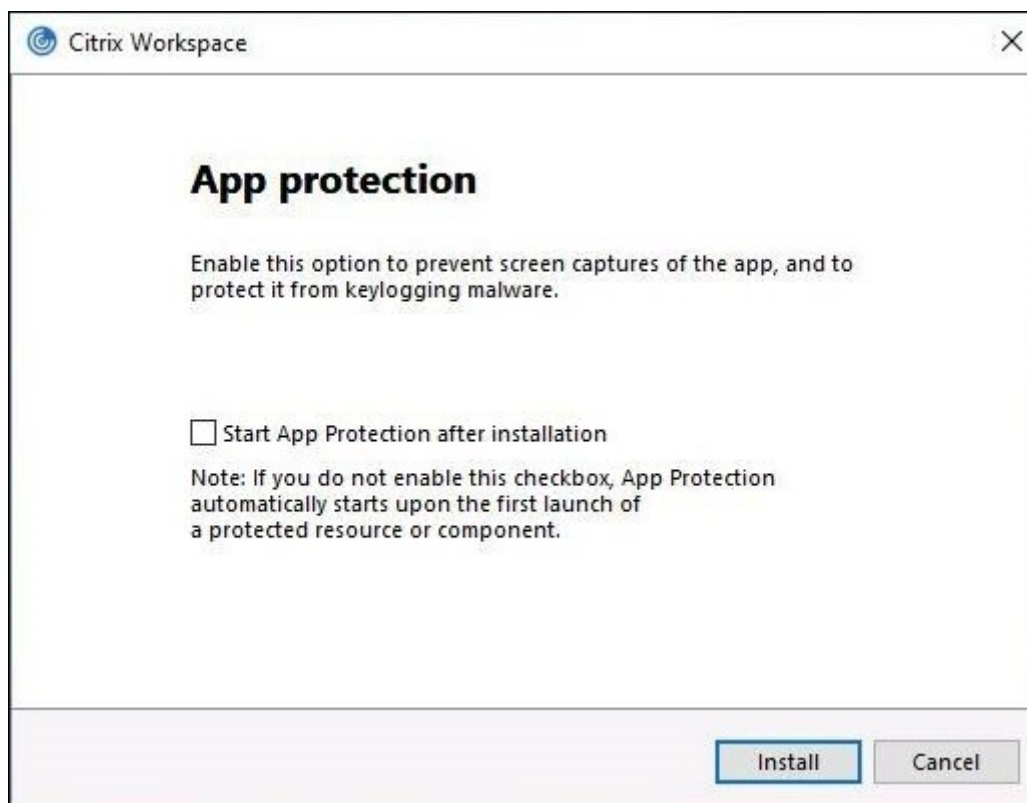 Citrix Workspace
App protection
Enable this option to prevent screen captures of the app, and to
protect it from keylogging malware.
Start App Protection after installation
Note: If you do not enable this checkbox, App Protection
automatically starts upon the first launch of
a protected resource or component.
Install
Cancel